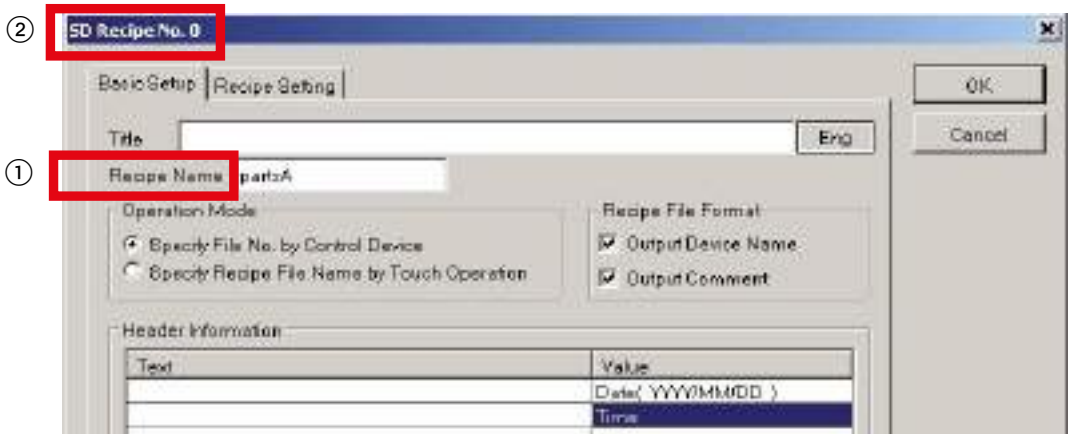 ② SD Recipe No. 0
Basic Setup Recipe Setting
OK
Title Eng Cancel
① Recipe Name partsA
Operation Mode Recipe File Format
Specify File No. by Control Device Output Device Name
Specify Recipe File Name by Touch Operation Output Comment
Header Information
Text Value
Date( YYYY/MM/DD )
Time